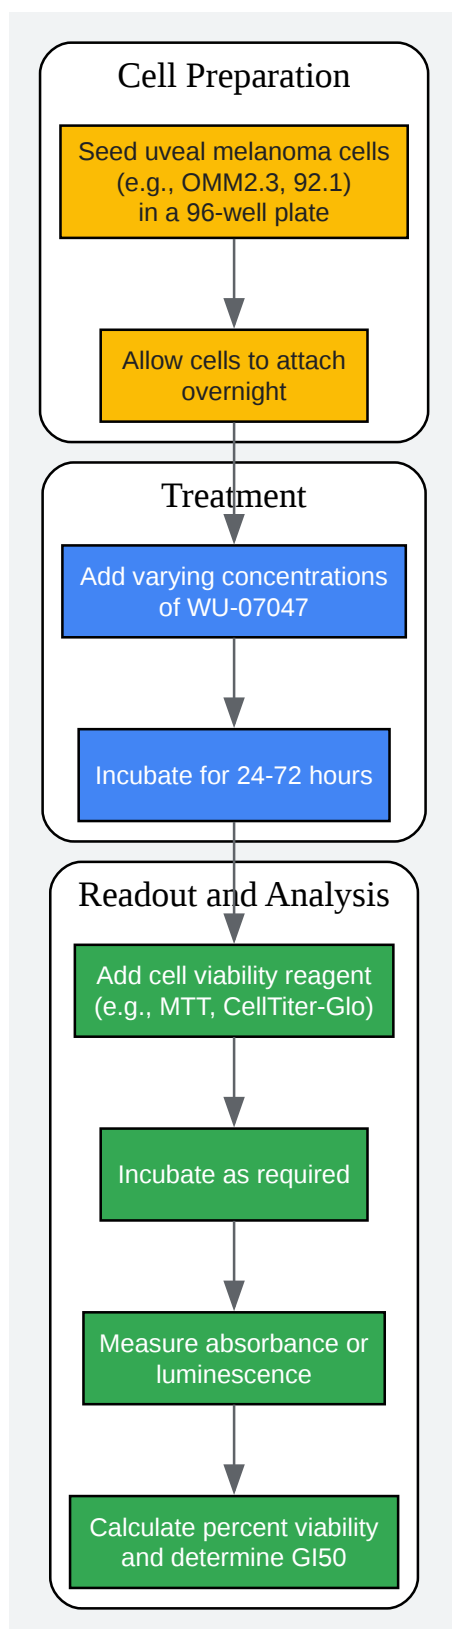 Cell Preparation
Seed uveal melanoma cells
(e.g., OMM2.3, 92.1)
in a 96-well plate
Allow cells to attach
overnight
Treatment
Add varying concentrations
of WU-07047
Incubate for 24-72 hours
Readout and Analysis
Add cell viability reagent
(e.g., MTT, CellTiter-Glo)
Incubate as required
Measure absorbance or
luminescence
Calculate percent viability
and determine GI50